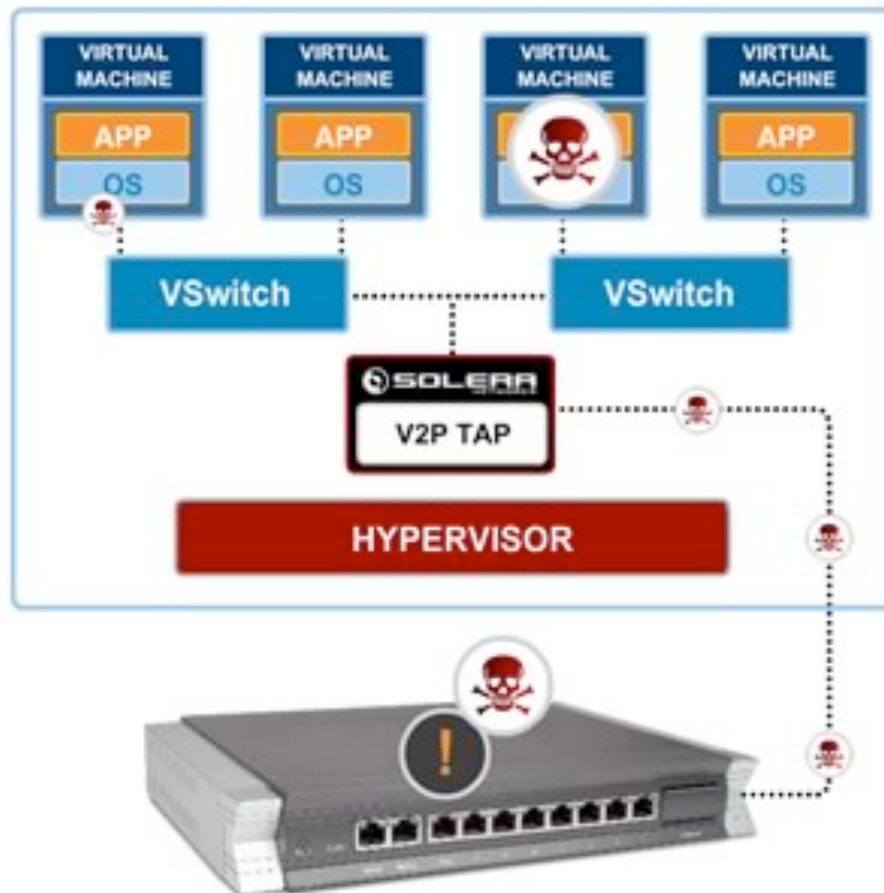 VIRTUAL
MACHINE
VIRTUAL
MACHINE
VIRTUAL
MACHINE
VIRTUAL
MACHINE
APP
APP
APP
OS
OS
OS
VSwitch
VSwitch
SOLERA
V2P TAP
HYPERVISOR
!